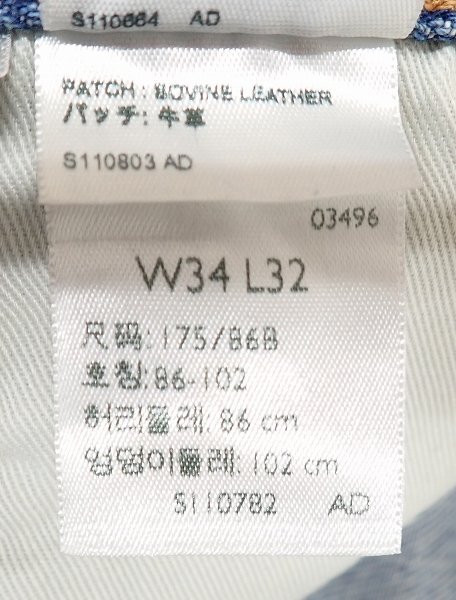 S110664 AD
PATCH : BOVINE LEATHER
パッチ: 牛革
S110803 AD
03496
W34 L32
尺码: 175/86B
호칭: 86-102
허리둘레: 86 cm
엉덩이둘레: 102 cm
S110782 AD